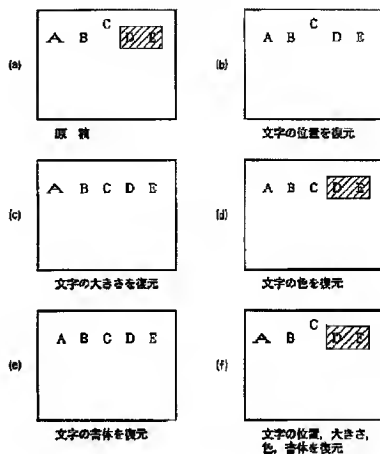 (a)
A B C D E
原 稿
(b)
A B C D E
文字の位置を復元
(c)
A B C D E
文字の大きさを復元
(d)
A B C D E
文字の色を復元
(e)
A B C D E
文字の書体を復元
(f)
A B C D E
文字の位置, 大きさ,
色, 書体を復元